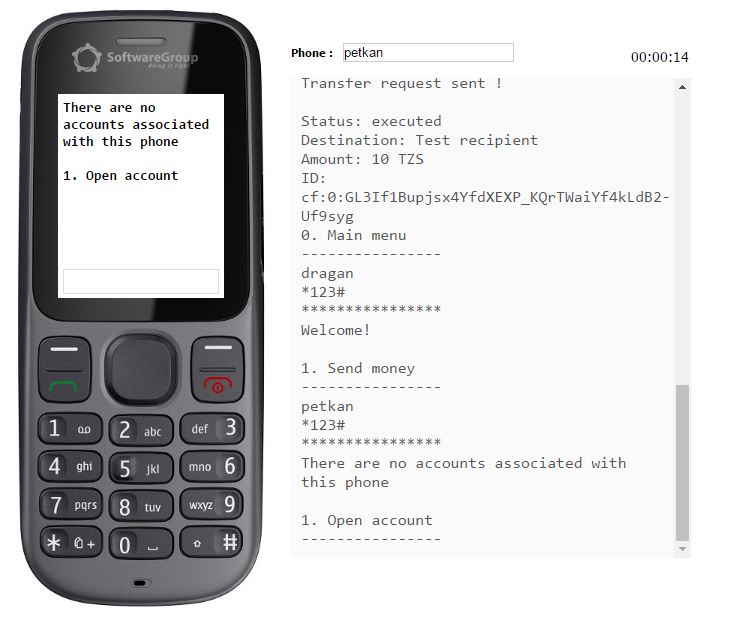 SoftwareGroup
doing it right
There are no
accounts associated
with this phone
1. Open account
1
2 abc
def 3
4 ghi
5 jkl
mno 6
7 pqrs
8 tuv
wxyz 9
* +
0
#
Phone :
petkan
00:00:14
Transfer request sent !
Status: executed
Destination: Test recipient
Amount: 10 TZS
ID:
cf:0:GL3If1Bupjsx4YfdXEXP_KQrTWaiYf4kLdB2-
Uf9syg
0. Main menu
----------------
dragan
*123#
****************
Welcome!
1. Send money
----------------
petkan
*123#
****************
There are no accounts associated with
this phone
1. Open account
----------------